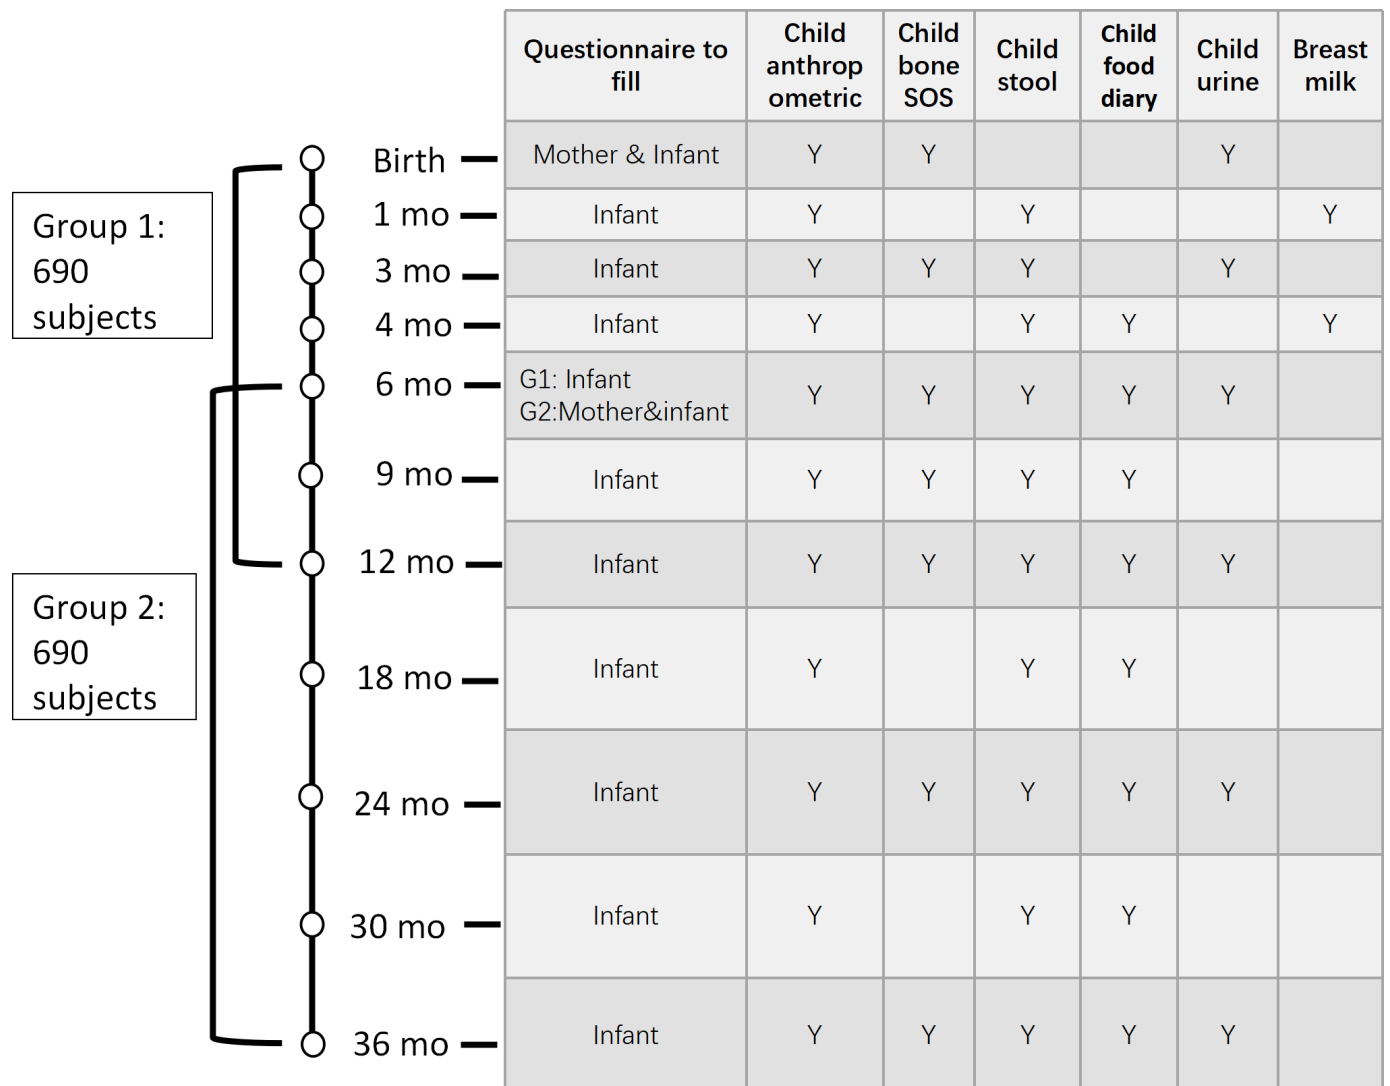 Questionnaire to
fill
Child
anthrop
ometric
Child
bone
SOS
Child
stool
Child
food
diary
Child
urine
Breast
milk
Birth
Mother & Infant
Y
Y
Y
1 mo
Infant
Y
Y
Y
Group 1:
690
subjects
3 mo
Infant
Y
Y
Y
Y
4 mo
Infant
Y
Y
Y
Y
6 mo
G1: Infant
G2:Mother&infant
Y
Y
Y
Y
Y
9 mo
Infant
Y
Y
Y
Y
12 mo
Infant
Y
Y
Y
Y
Y
Group 2:
690
subjects
18 mo
Infant
Y
Y
Y
24 mo
Infant
Y
Y
Y
Y
Y
30 mo
Infant
Y
Y
Y
36 mo
Infant
Y
Y
Y
Y
Y